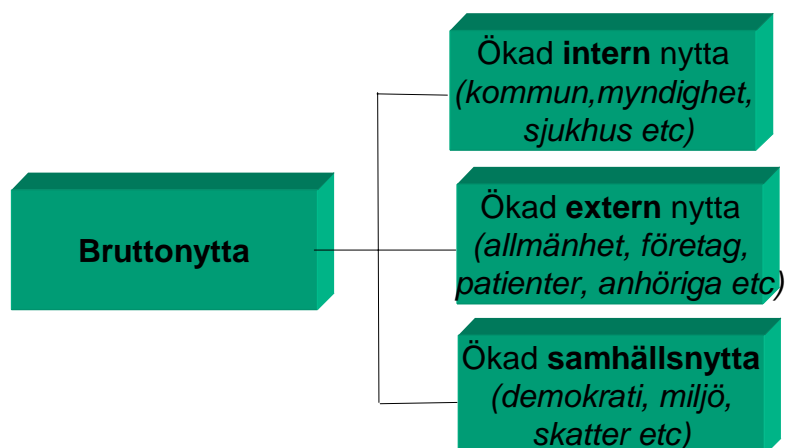 Ökad intern nytta
(kommun,myndighet,
sjukhus etc)
Bruttonytta
Ökad extern nytta
(allmänhet, företag,
patienter, anhöriga etc)
Ökad samhällsnytta
(demokrati, miljö,
skatter etc)